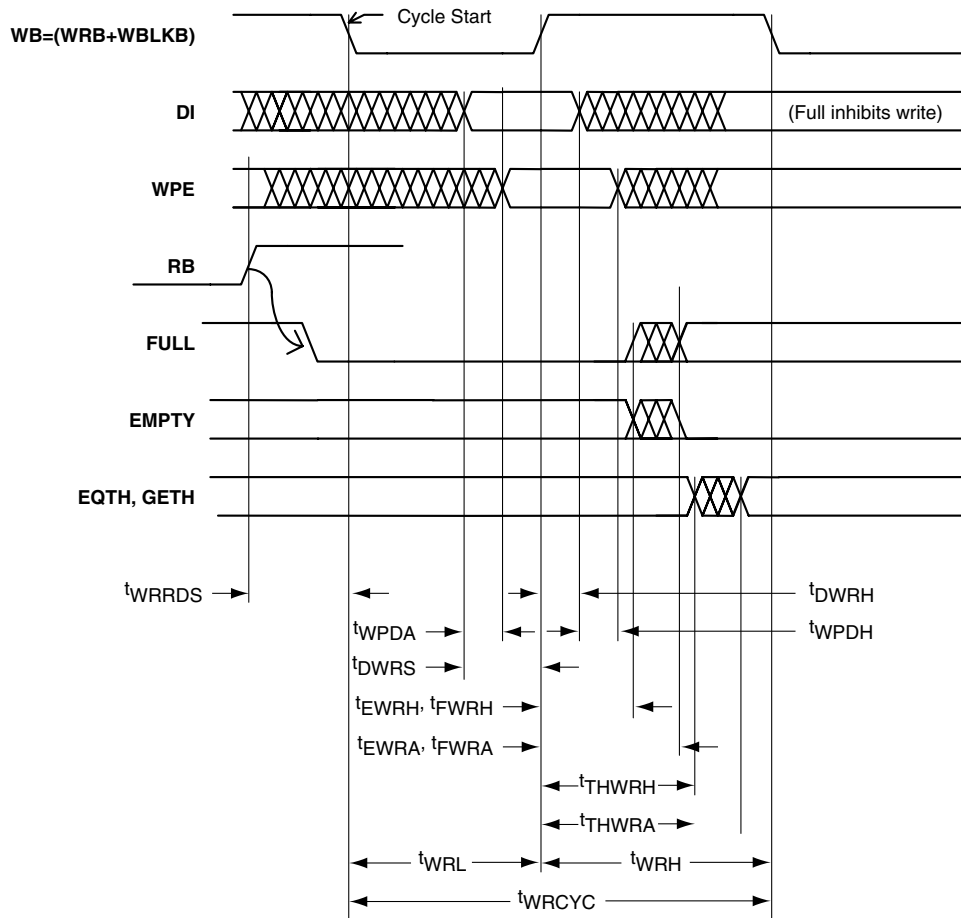 Cycle Start
WB=(WRB+WBLKB)
DI
(Full inhibits write)
WPE
RB
FULL
EMPTY
EQTH, GETH
tWRRDS
tDWRH
tWPDA
tWPDH
tDWRS
tEWRH, tFWRH
tEWRA, tFWRA
tTHWRH
tTHWRA
tWRL
tWRH
tWRCYC